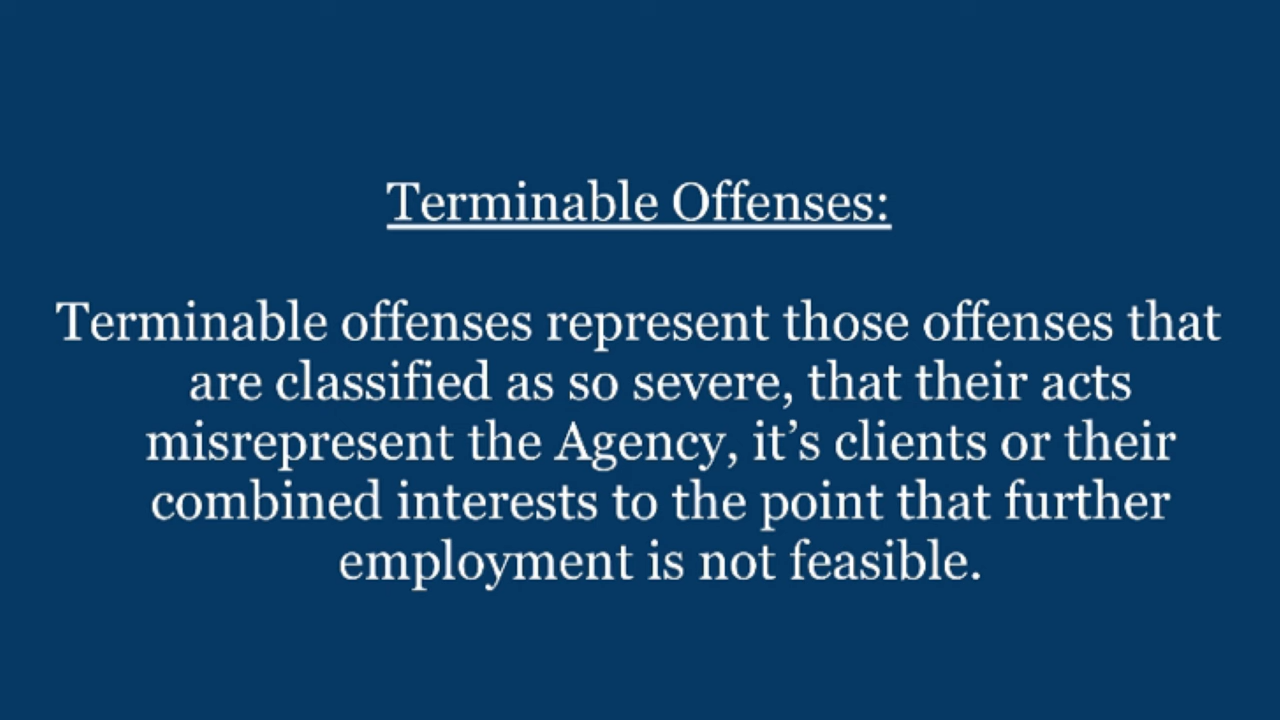 Terminable Offenses:
Terminable offenses represent those offenses that
are classified as so severe, that their acts
misrepresent the Agency, it’s clients or their
combined interests to the point that further
employment is not feasible.